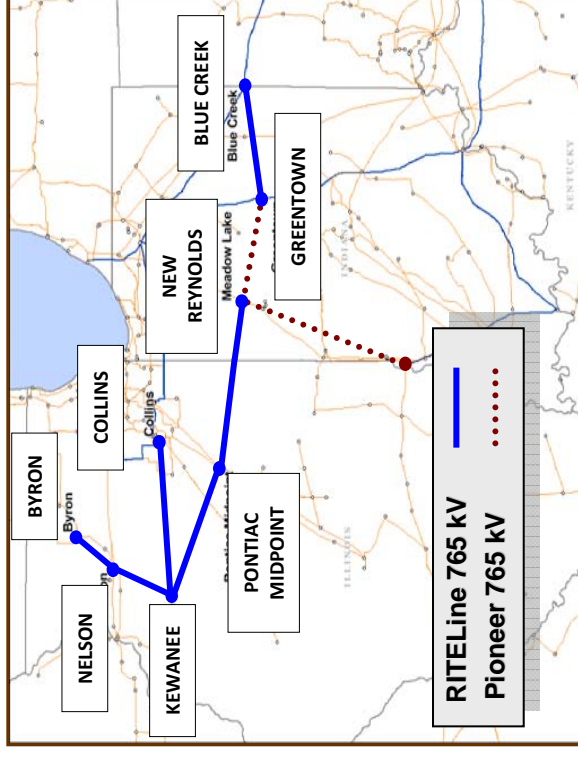 BYRON
Byron
NELSON
on
COLLINS
Collins
KEWANEE
PONTIAC
MIDPOINT
NEW
REYNOLDS
Meadow Lake
BLUE CREEK
Blue Creek
GREENTOWN
INDIANA
ILLINOIS
KENTUCKY
RITELine 765 kV
Pioneer 765 kV